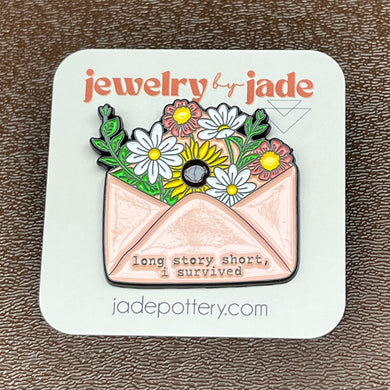 jewelry by jade
long story short,
i survived
jadepottery.com